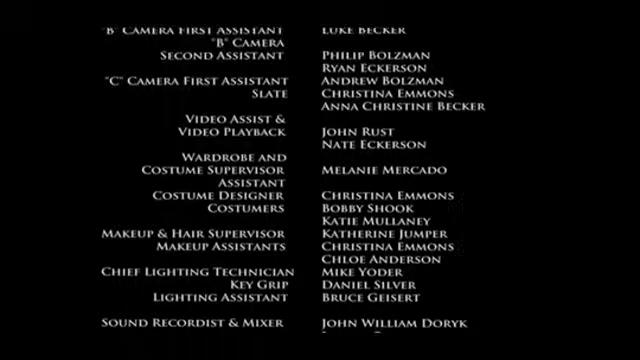 "B" Camera First Assistant Luke Becker
"B" Camera
Second Assistant Philip Bolzman
Ryan Eckerson
"C" Camera First Assistant Andrew Bolzman
Slate Christina Emmons
Anna Christine Becker
Video Assist &
Video Playback John Rust
Nate Eckerson
Wardrobe and
Costume Supervisor Melanie Mercado
Assistant
Costume Designer Christina Emmons
Costumers Bobby Shook
Katie Mullaney
Makeup & Hair Supervisor Katherine Jumper
Makeup Assistants Christina Emmons
Chloe Anderson
Chief Lighting Technician Mike Yoder
Key Grip Daniel Silver
Lighting Assistant Bruce Geisert
Sound Recordist & Mixer John William Doryk